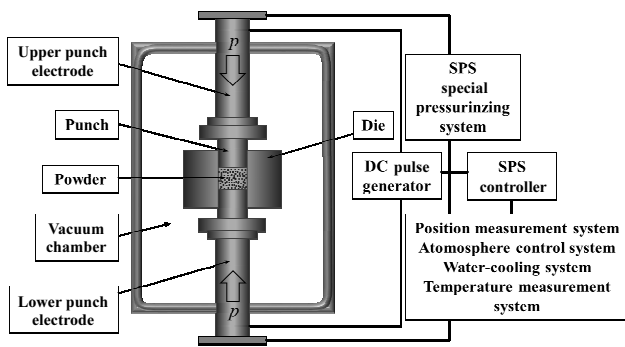 p
Upper punch
electrode
Punch
Powder
Vacuum
chamber
Lower punch
electrode
p
Die
SPS
special
pressurinzing
system
DC pulse
generator
SPS
controller
Position measurement system
Atomosphere control system
Water-cooling system
Temperature measurement
system